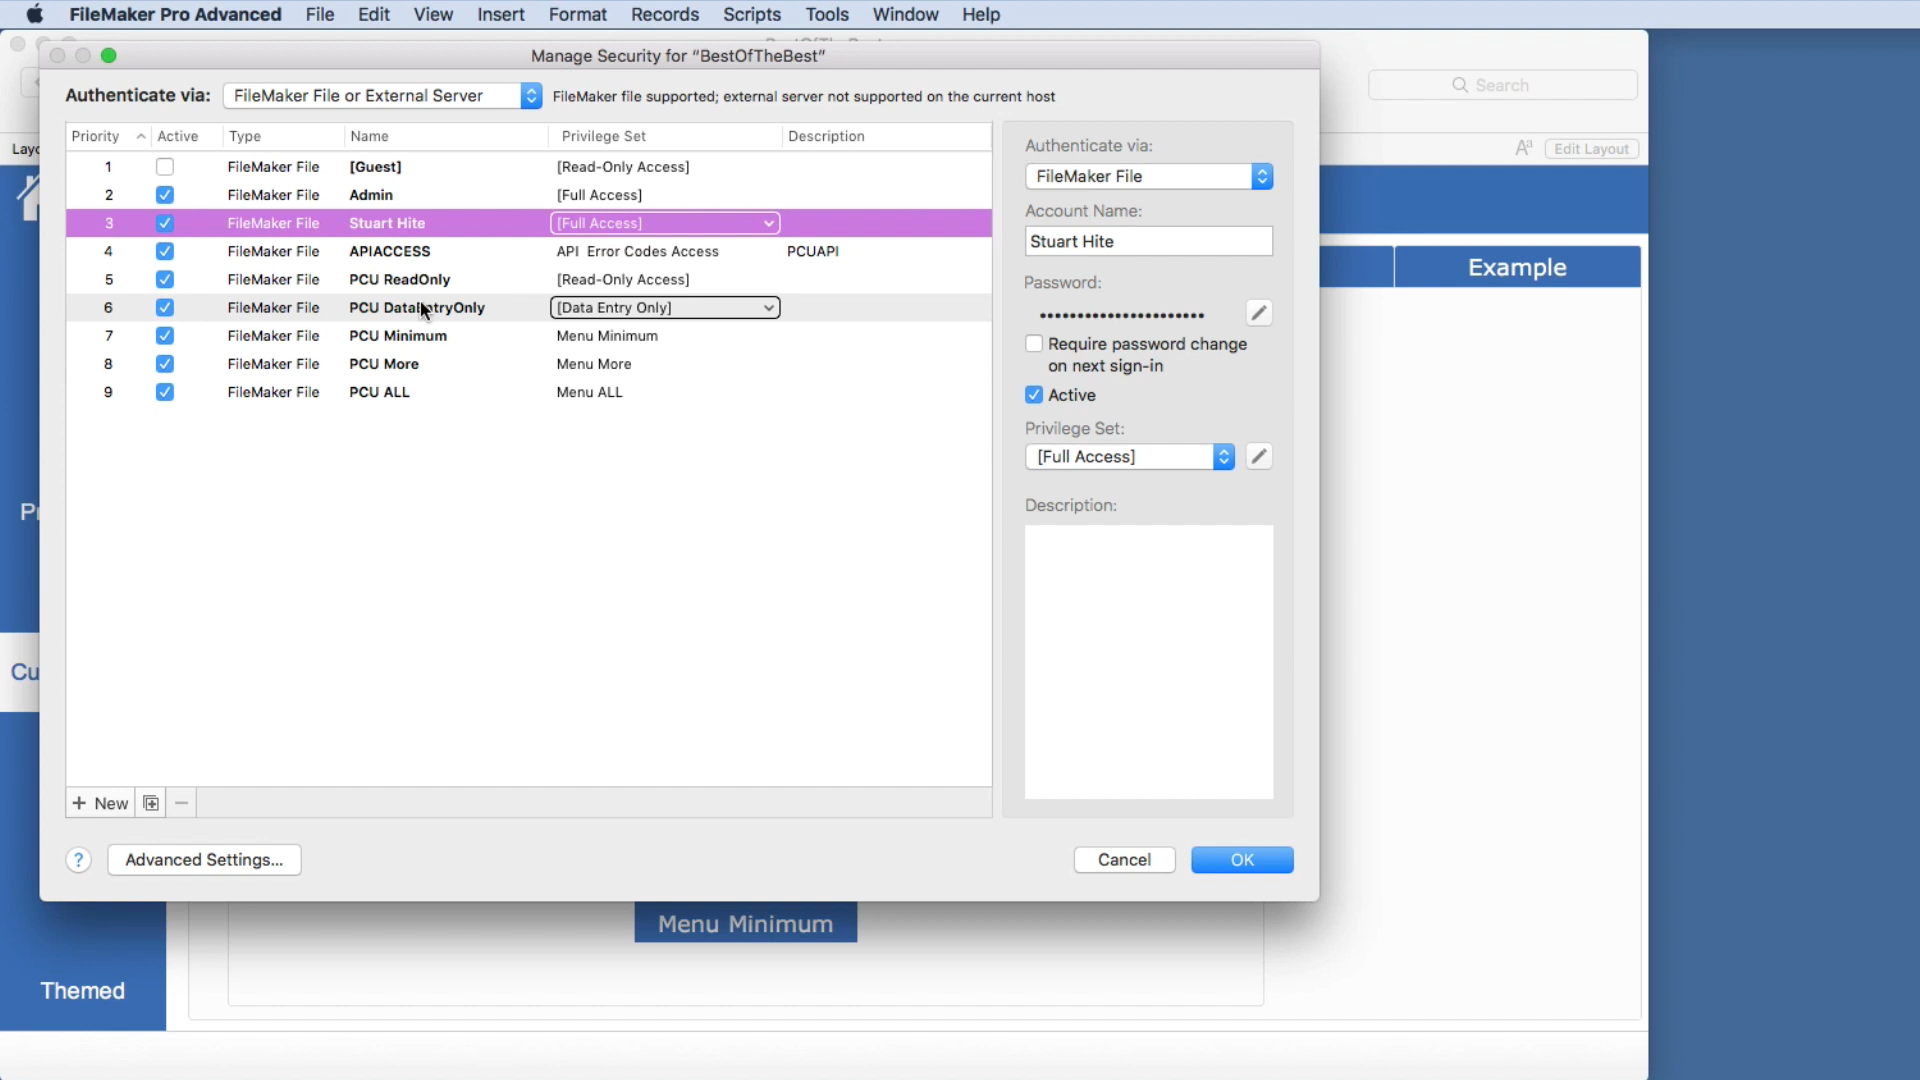 FileMaker Pro Advanced File Edit View Insert Format Records Scripts Tools Window Help
Manage Security for “BestOfTheBest”
Authenticate via: FileMaker File or External Server FileMaker file supported; external server not supported on the current host
Search
Priority Active Type Name Privilege Set Description
1 FileMaker File [Guest] [Read-Only Access]
2 FileMaker File Admin [Full Access]
3 FileMaker File Stuart Hite [Full Access]
4 FileMaker File APIACCESS API Error Codes Access PCUAPI
5 FileMaker File PCU ReadOnly [Read-Only Access]
6 FileMaker File PCU DataEntryOnly [Data Entry Only]
7 FileMaker File PCU Minimum Menu Minimum
8 FileMaker File PCU More Menu More
9 FileMaker File PCU ALL Menu ALL
+ New
? Advanced Settings...
Authenticate via:
FileMaker File
Account Name:
Stuart Hite
Password:
Require password change
on next sign-in
Active
Privilege Set:
[Full Access]
Description:
Cancel OK
Edit Layout
Example
Menu Minimum
Themed